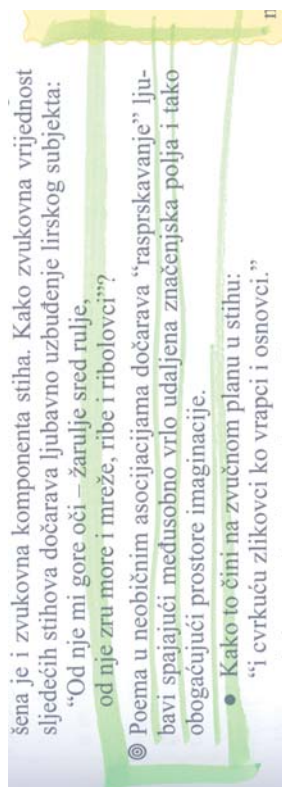 šena je i zvukovna komponenta stiha. Kako zvukovna vrijednost
sljedećih stihova dočarava ljubavno uzbuđenje lirskog subjekta:
“Od nje mi gore oči – žarulje sred rulje,
od nje zru more i mreže, ribe i ribolovci”?
◎ Poema u neobičnim asocijacijama dočarava “rasprskavanje” lju-
bavi spajajući međusobno vrlo udaljena značenjska polja i tako
obogaćujući prostore imaginacije.
● Kako to čini na zvučnom planu u stihu:
“i cvrkuću zlikovci ko vrapci i osnovci.”